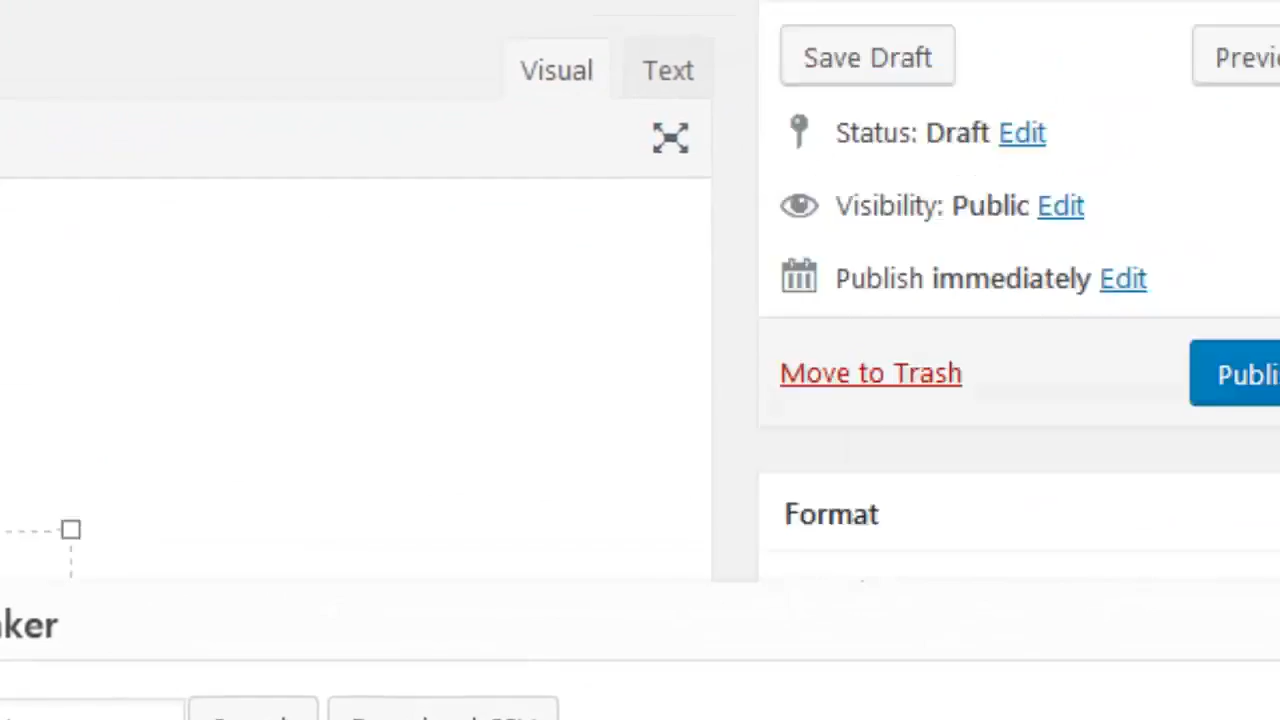 Save Draft
Visual
Text
Status: Draft Edit
Visibility: Public Edit
Publish immediately Edit
Move to Trash
Format